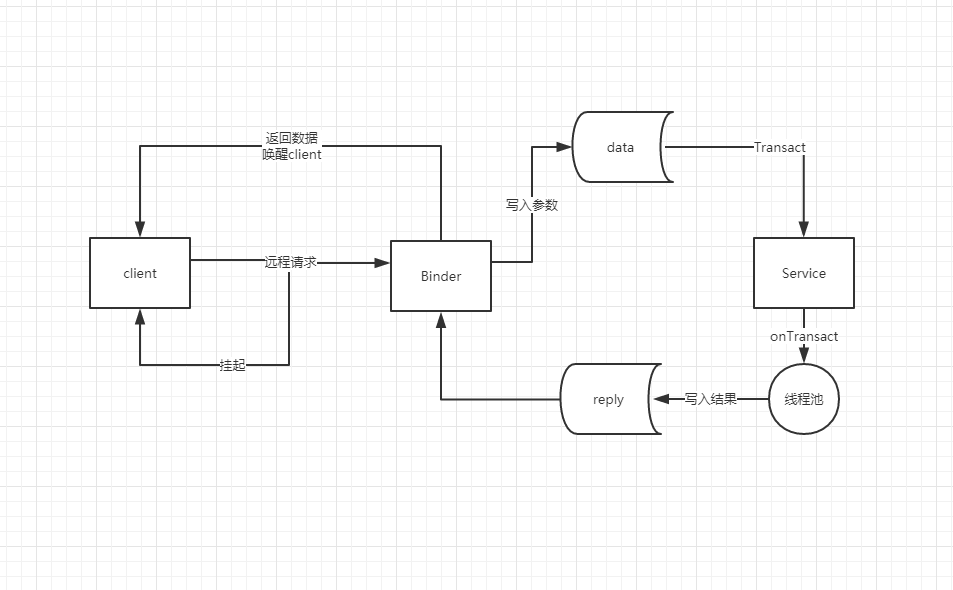 返回数据
唤醒client
data
Transact
写入参数
client
远程请求
Binder
Service
onTransact
挂起
reply
写入结果
线程池